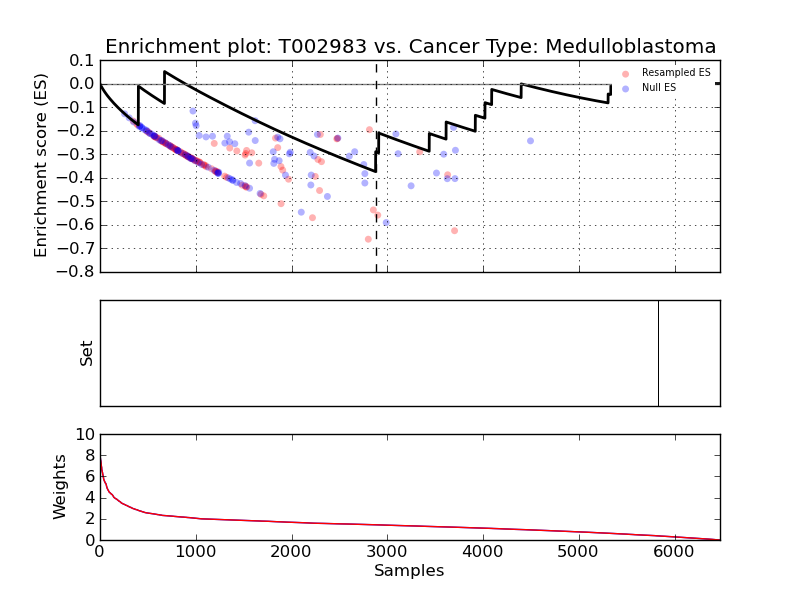 Enrichment plot: T002983 vs. Cancer Type: Medulloblastoma
Enrichment score (ES)
0.1
0.0
−0.1
−0.2
−0.3
−0.4
−0.5
−0.6
−0.7
−0.8
Resampled ES
Null ES
Set
Weights
10
8
6
4
2
0
0 1000 2000 3000 4000 5000 6000
Samples